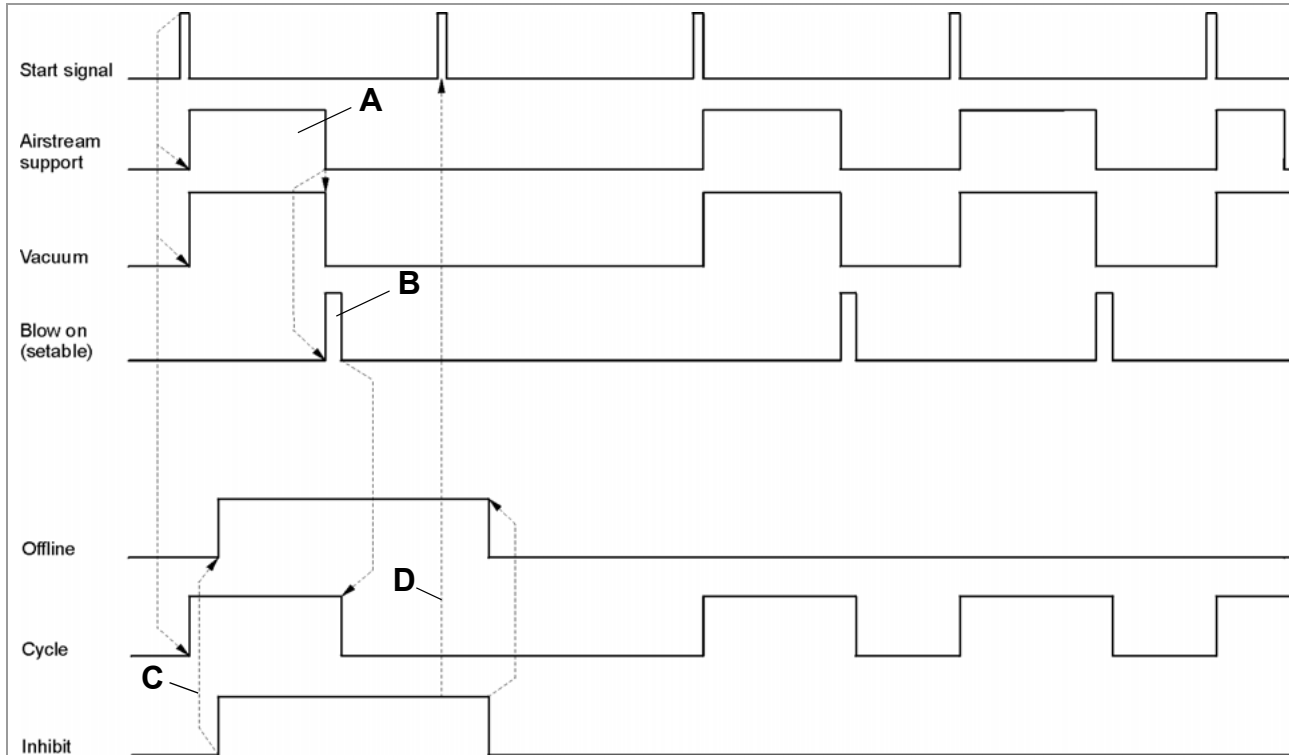 Start signal
A
Airstream
support
Vacuum
B
Blow on
(setable)
Offline
D
Cycle
C
Inhibit